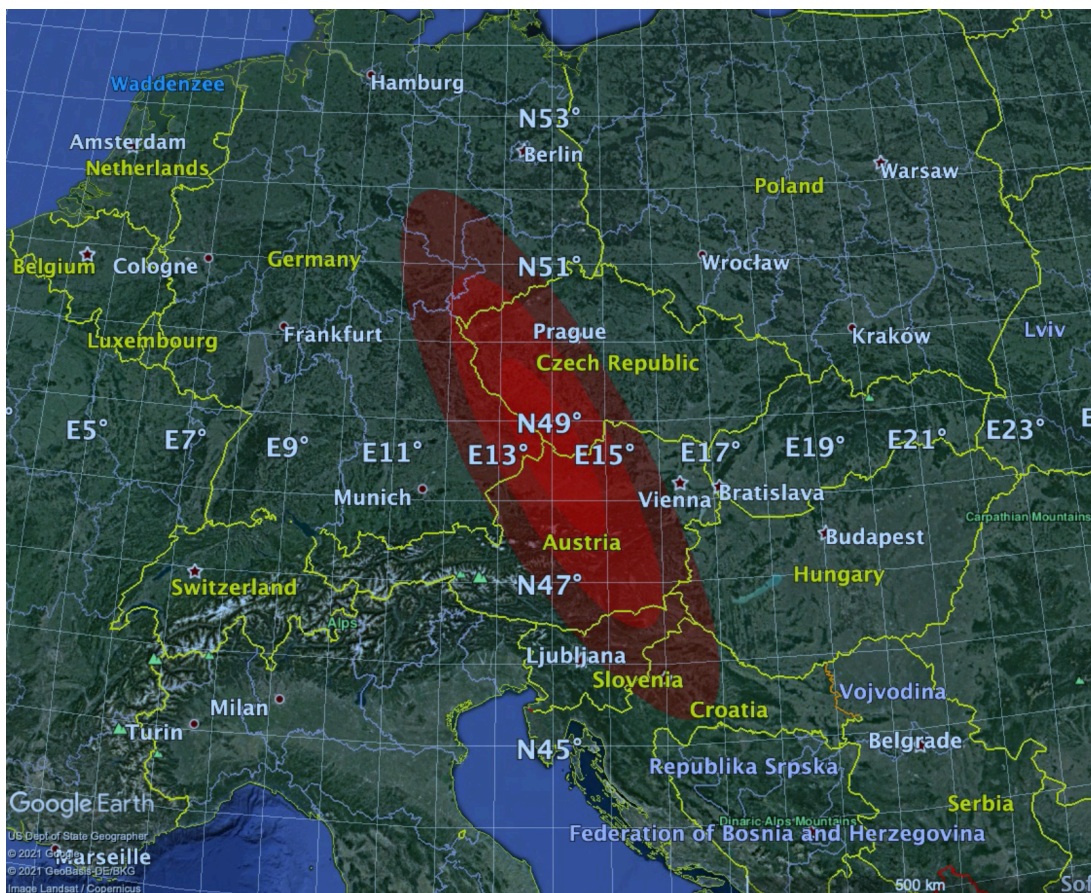 Waddenzee
Hamburg
N53°
Amsterdam
Berlin
Netherlands
Warsaw
Poland
Belgium
Cologne
Germany
N51°
Wrocław
Frankfurt
Prague
Kraków
Lviv
Luxembourg
Czech Republic
N49°
E5°
E7°
E9°
E11°
E13°
E15°
E17°
E19°
E21°
E23°
E
Munich
Vienna
Bratislava
Carpathian Mountains
Austria
Budapest
Switzerland
N47°
Hungary
Alps
Ljubljana
Slovenia
Vojvodina
Milan
Croatia
Turin
N45°
Belgrade
Republika Srpska
Google Earth
Serbia
Dinaric Alps Mountains
Federation of Bosnia and Herzegovina
US Dept of State Geographer
© 2021 Google
Marseille
© 2021 GeoBasis-DE/BKG
Image Landsat / Copernicus
500 km
So